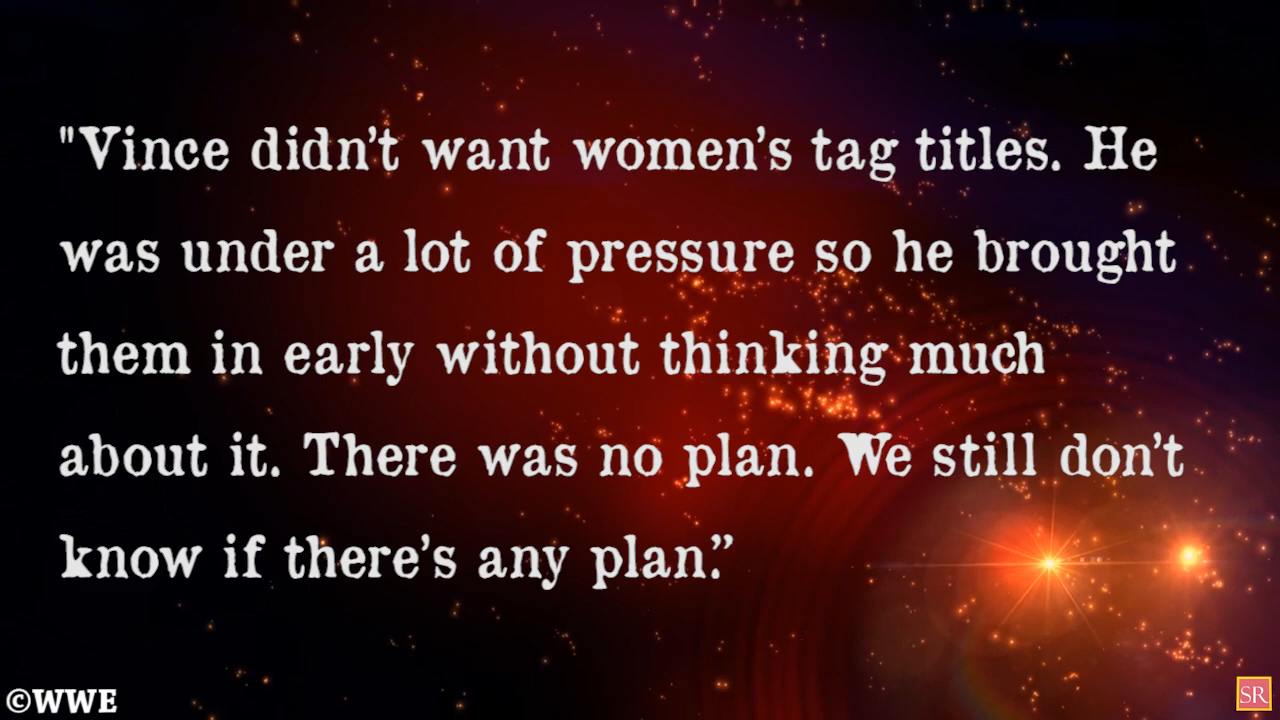 "Vince didn’t want women’s tag titles. He
was under a lot of pressure so he brought
them in early without thinking much
about it. There was no plan. We still don’t
know if there’s any plan.”
©WWE
SR